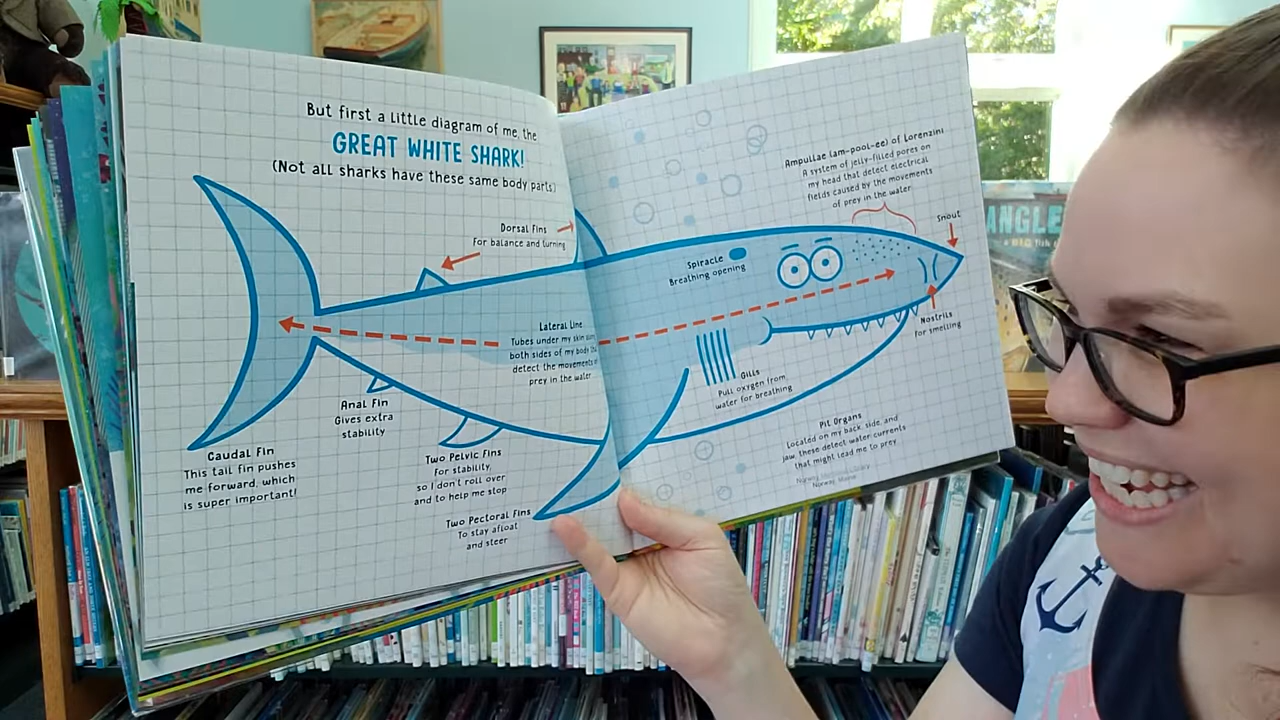 But first a little diagram of me, the
GREAT WHITE SHARK!
(Not all sharks have these same body parts)
Dorsal Fins
For balance and turning
Lateral Line
Tubes under my skin
both sides of my body
detect the movements
prey in the water
Anal Fin
Gives extra
stability
Caudal Fin
This tail fin pushes
me forward, which
is super important!
Two Pelvic Fins
For stability,
so I don't roll over
and to help me stop
Two Pectoral Fins
To stay afloat
and steer
Ampullae (am-pool-ee) of Lorenzini
A system of jelly-filled pores on
my head that detect electrical
fields caused by the movements
of prey in the water
Snout
Spiracle
Breathing opening
Nostrils
For smelling
Gills
Pull oxygen from
water for breathing
Pit Organs
Located on my back, side, and
jaw, these detect water currents
that might lead me to prey
Norway Library
Norway, Maine
ANGLE